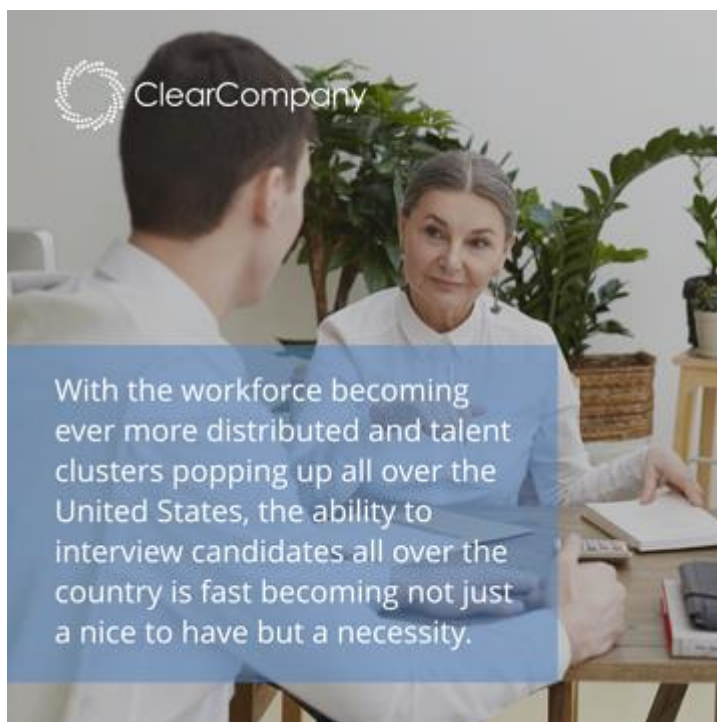 ClearCompany
With the workforce becoming
ever more distributed and talent
clusters popping up all over the
United States, the ability to
interview candidates all over the
country is fast becoming not just
a nice to have but a necessity.